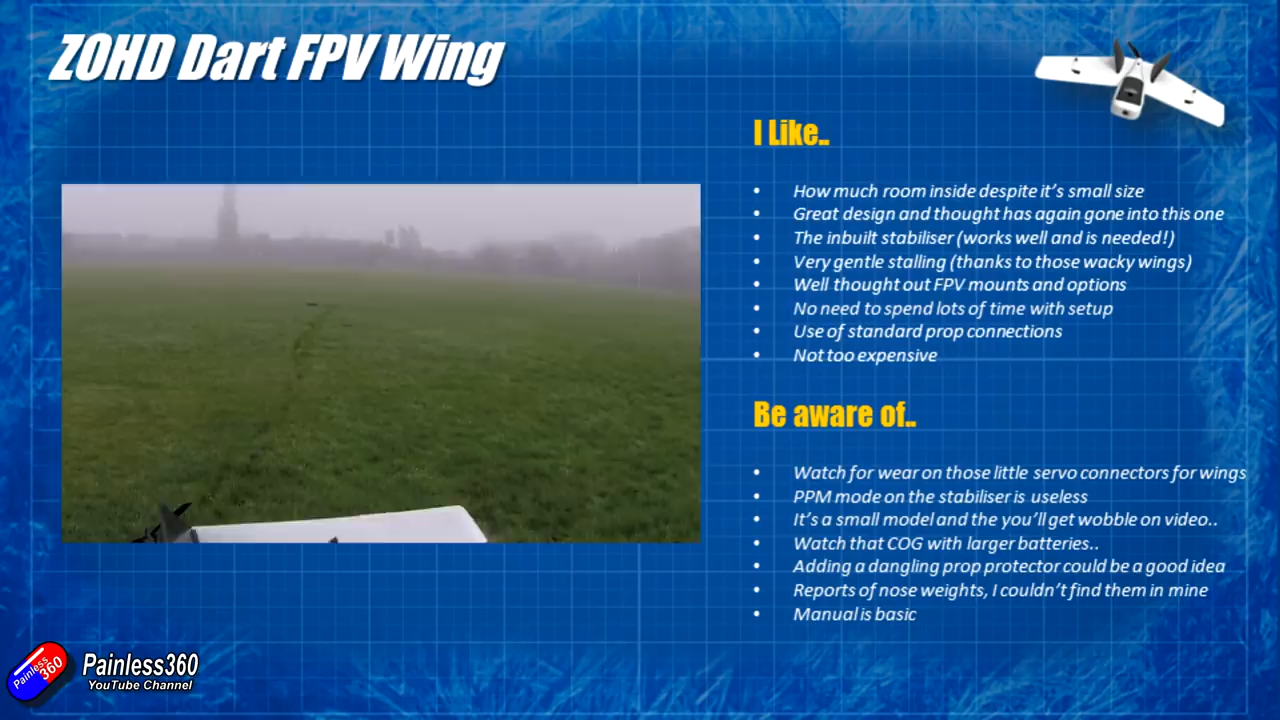 ZOHD Dart FPV Wing
I Like..
• How much room inside despite it's small size
• Great design and thought has again gone into this one
• The inbuilt stabiliser (works well and is needed!)
• Very gentle stalling (thanks to those wacky wings)
• Well thought out FPV mounts and options
• No need to spend lots of time with setup
• Use of standard prop connections
• Not too expensive
Be aware of..
• Watch for wear on those little servo connectors for wings
• PPM mode on the stabiliser is useless
• It's a small model and the you'll get wobble on video..
• Watch that COG with larger batteries..
• Adding a dangling prop protector could be a good idea
• Reports of nose weights, I couldn't find them in mine
• Manual is basic
Painless
360
Painless360
YouTube Channel